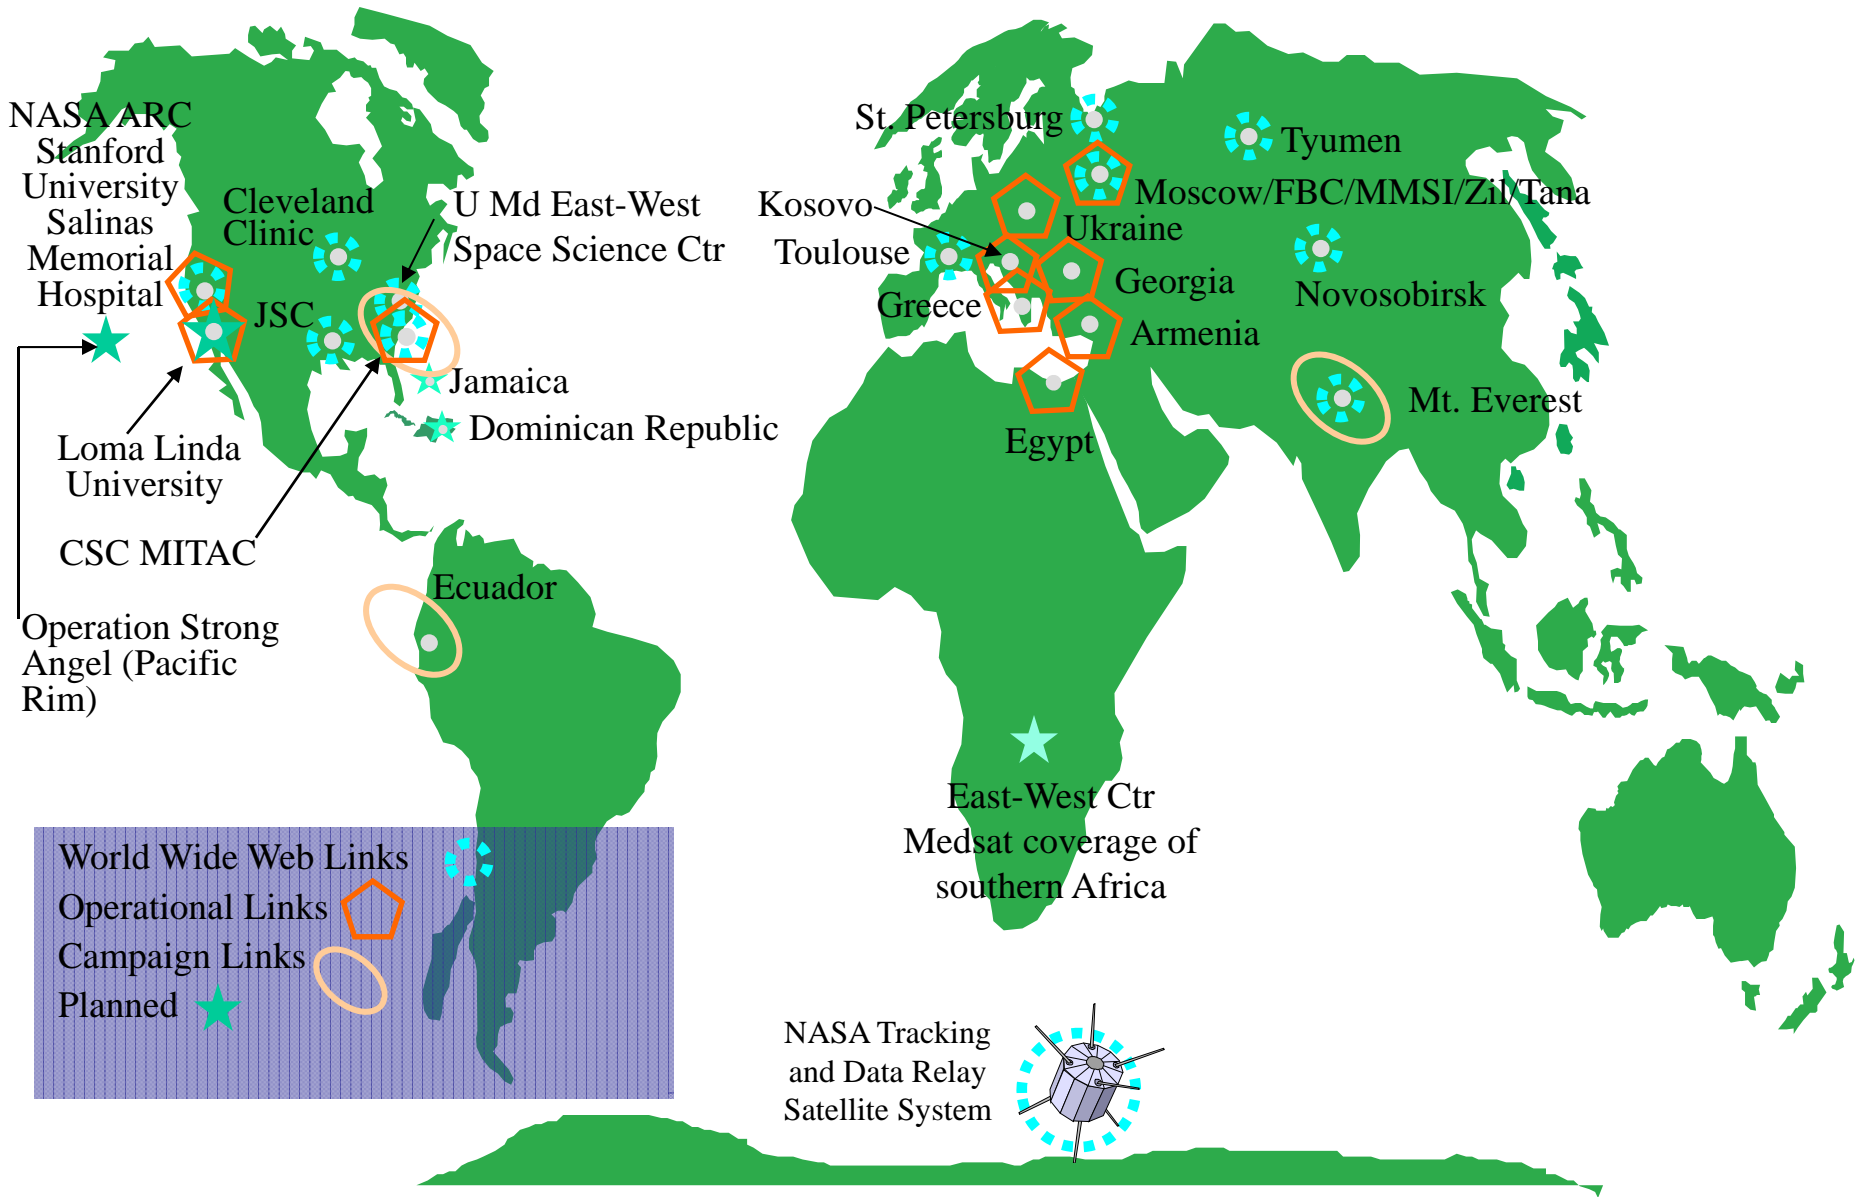 NASA ARC
Stanford
University
Salinas
Memorial
Hospital
Cleveland
Clinic
U Md East-West
Space Science Ctr
JSC
Jamaica
Dominican Republic
Loma Linda
University
CSC MITAC
Operation Strong
Angel (Pacific
Rim)
Ecuador
St. Petersburg
Tyumen
Moscow/FBC/MMSI/Zil/Tana
Kosovo
Ukraine
Toulouse
Georgia
Novosobirsk
Greece
Armenia
Mt. Everest
Egypt
East-West Ctr
Medsat coverage of
southern Africa
World Wide Web Links
Operational Links
Campaign Links
Planned
NASA Tracking
and Data Relay
Satellite System